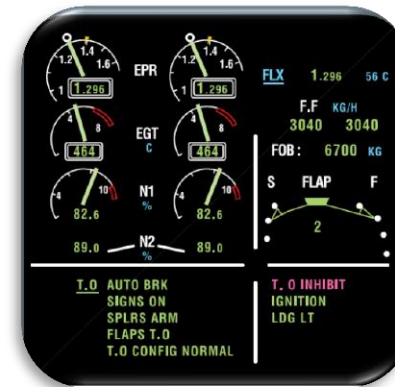 1.2 1.4 1.6 1
1.296
EPR
1.2 1.4 1.6 1
1.296
FLX 1.296 56 C
F.F KG/H
3040 3040
4 8
464
EGT
C
4 8
464
FOB: 6700 KG
4 10
82.6
N1
%
4 10
82.6
S FLAP F
2
89.0 N2 89.0
%
T.O AUTO BRK
SIGNS ON
SPLRS ARM
FLAPS T.O
T.O CONFIG NORMAL
T. O INHIBIT
IGNITION
LDG LT